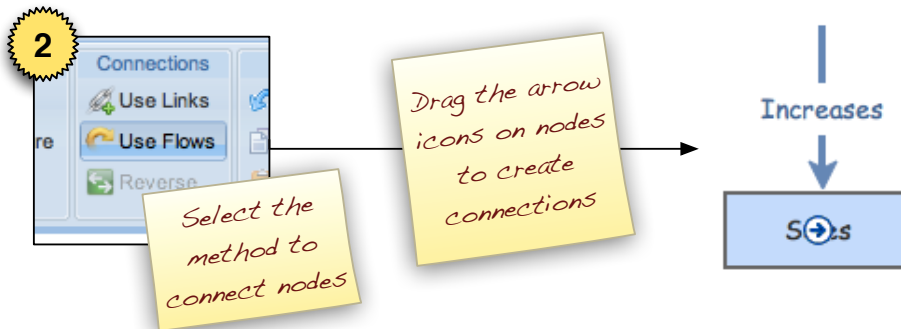 2
Connections
Use Links
re
Use Flows
Reverse
Select the
method to
connect nodes
Drag the arrow
icons on nodes
to create
connections
Increases